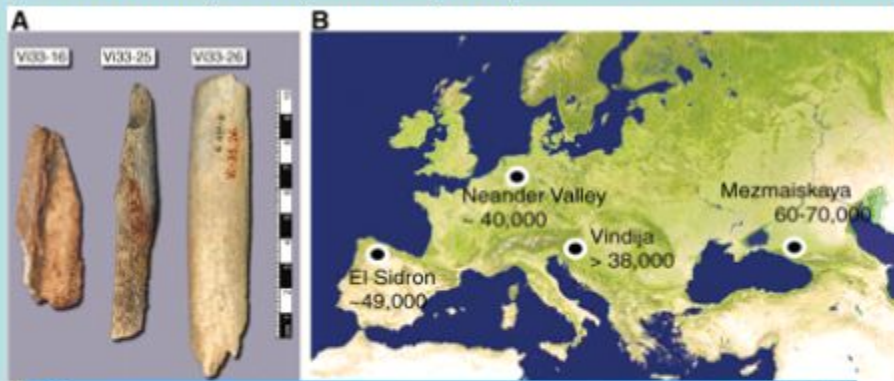 A
B
Vi33-16
Vi33-25
Vi33-26
Neander Valley
~ 40,000
Mezmaiskaya
60-70,000
Vindija
> 38,000
El Sidron
~49,000